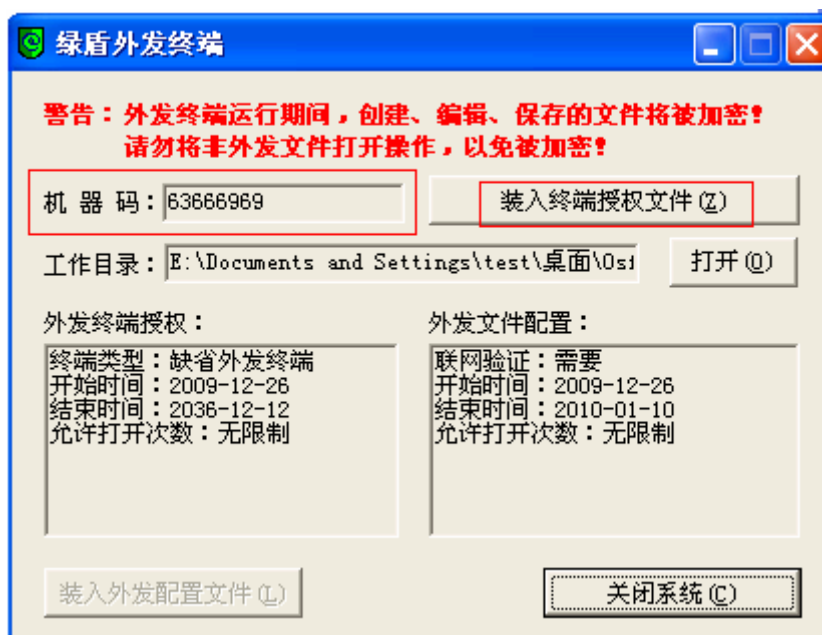 绿盾外发终端
警告：外发终端运行期间，创建、编辑、保存的文件将被加密！
请勿将非外发文件打开操作，以免被加密！
机 器 码：63666969
装入终端授权文件(Z)
工作目录：E:\Documents and Settings\test\桌面\Osi
打开(O)
外发终端授权：
终端类型：缺省外发终端
开始时间：2009-12-26
结束时间：2036-12-12
允许打开次数：无限制
外发文件配置：
联网验证：需要
开始时间：2009-12-26
结束时间：2010-01-10
允许打开次数：无限制
装入外发配置文件(L)
关闭系统(C)